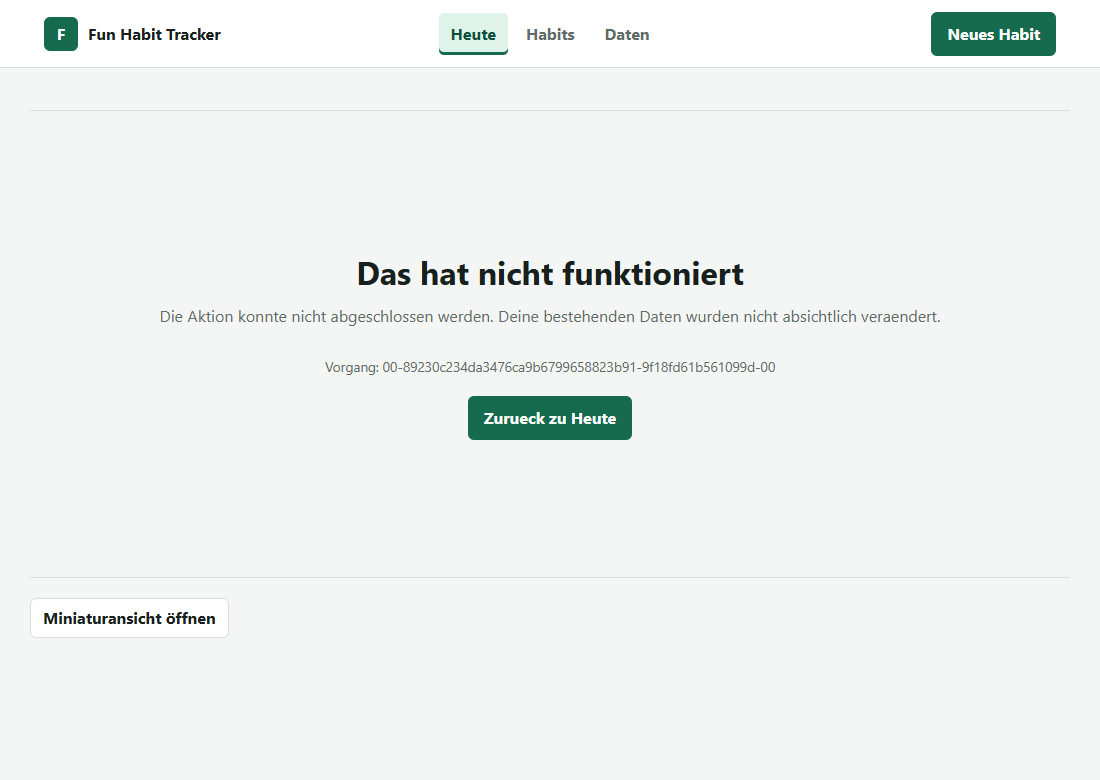 F
Fun Habit Tracker
Heute
Habits
Daten
Neues Habit
Das hat nicht funktioniert
Die Aktion konnte nicht abgeschlossen werden. Deine bestehenden Daten wurden nicht absichtlich veraendert.
Vorgang: 00-89230c234da3476ca9b6799658823b91-9f18fd61b561099d-00
Zurueck zu Heute
Miniaturansicht öffnen